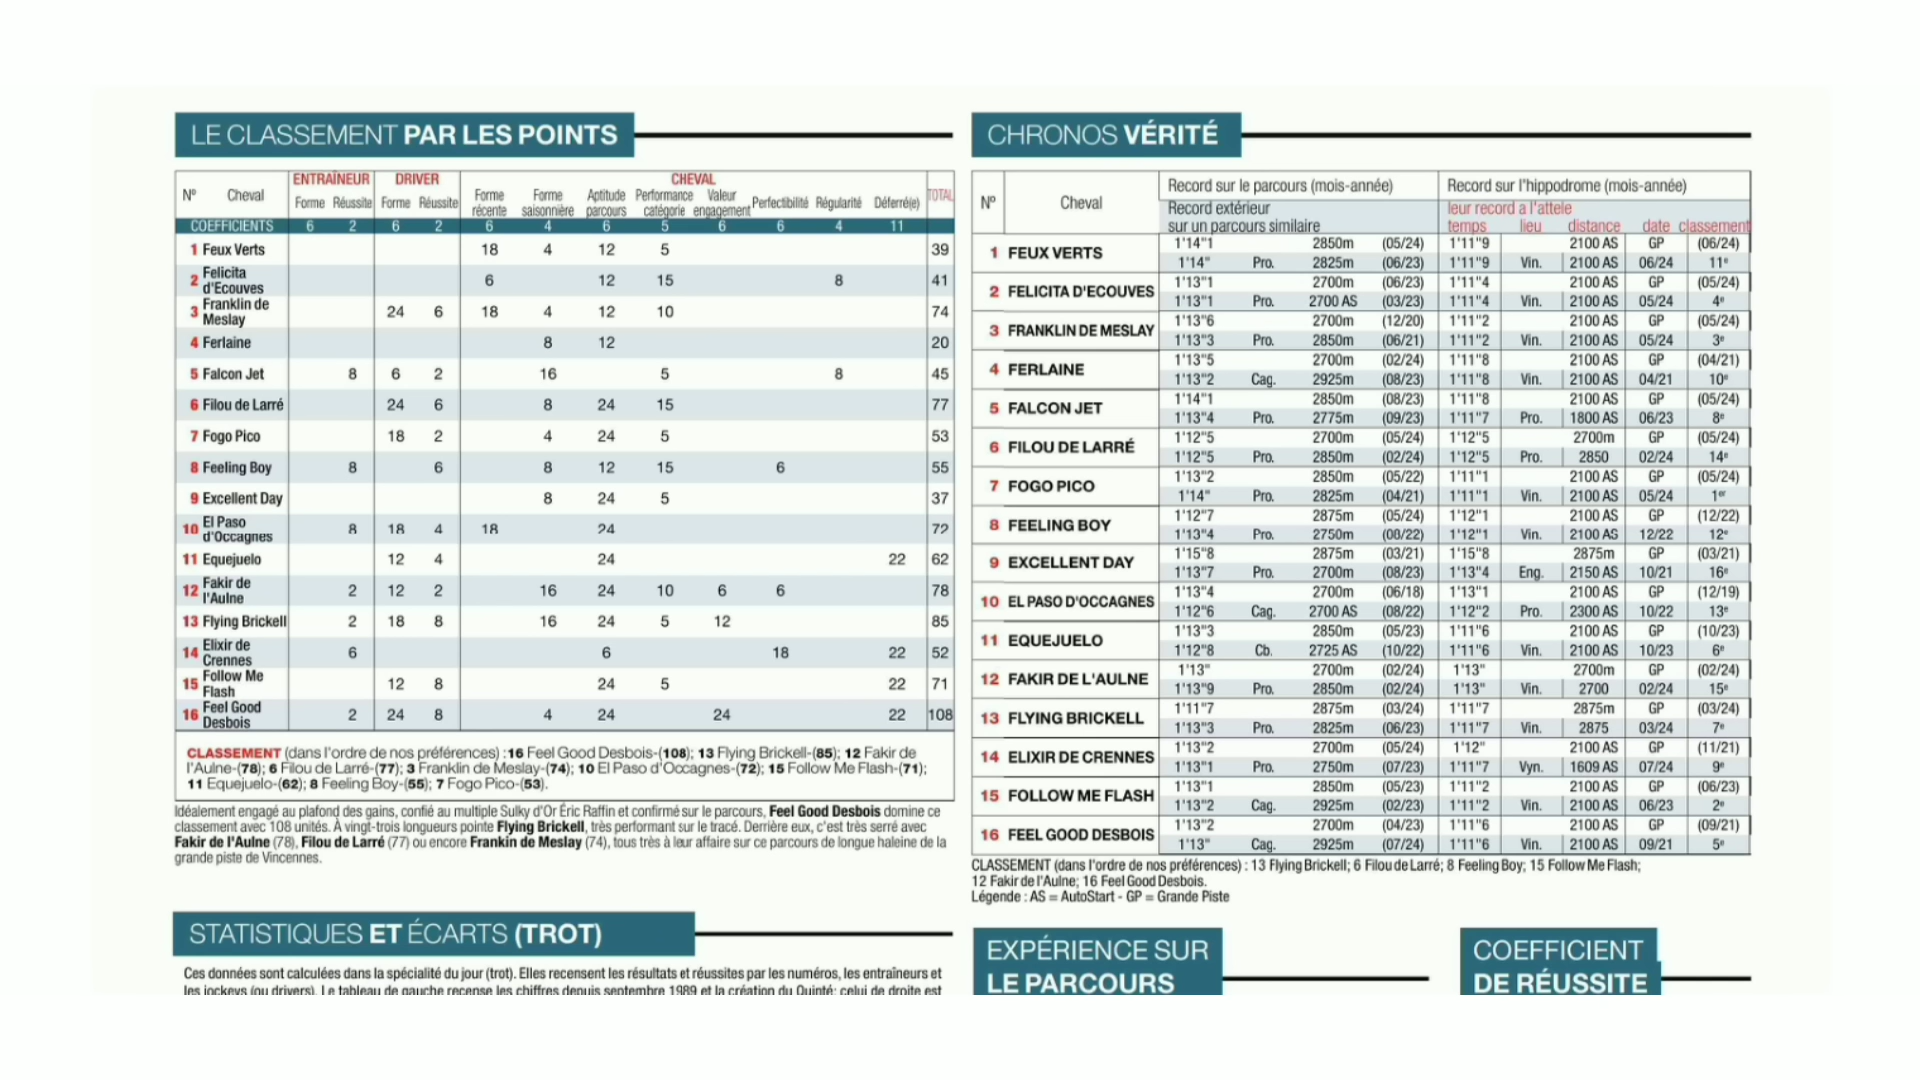 LE CLASSEMENT PAR LES POINTS
Nº Cheval ENTRAÎNEUR DRIVER CHEVAL TOTAL
Forme Réussite Forme Réussite Forme récente Forme saisonnière Aptitude parcours Performance catégorie Valeur engagement Perfectibilité Régularité Déferré(e)
COEFFICIENTS 6 2 6 2 6 4 6 5 6 6 4 11
1 Feux Verts 18 4 12 5 39
2 Felicita d'Ecouves 6 12 15 8 41
3 Franklin de Meslay 24 6 18 4 12 10 74
4 Ferlaine 8 12 20
5 Falcon Jet 8 6 2 16 5 8 45
6 Filou de Larré 24 6 8 24 15 77
7 Fogo Pico 18 2 4 24 5 53
8 Feeling Boy 8 6 8 12 15 6 55
9 Excellent Day 8 24 5 37
10 El Paso d'Occagnes 8 18 4 18 24 72
11 Equejuelo 12 4 24 22 62
12 Fakir de l'Aulne 2 12 2 16 24 10 6 6 78
13 Flying Brickell 2 18 8 16 24 5 12 85
14 Elixir de Crennes 6 6 18 22 52
15 Follow Me Flash 12 8 24 5 22 71
16 Feel Good Desbois 2 24 8 4 24 24 22 108
CLASSEMENT (dans l'ordre de nos préférences) : 16 Feel Good Desbois-(108); 13 Flying Brickell-(85); 12 Fakir de
l'Aulne-(78); 6 Filou de Larré-(77); 3 Franklin de Meslay-(74); 10 El Paso d'Occagnes-(72); 15 Follow Me Flash-(71);
11 Equejuelo-(62); 8 Feeling Boy-(55); 7 Fogo Pico-(53).
Idéalement engagé au plafond des gains, confié au multiple Sulky d'Or Éric Raffin et confirmé sur le parcours, Feel Good Desbois domine ce
classement avec 108 unités. À vingt-trois longueurs pointe Flying Brickell, très performant sur le tracé. Derrière eux, c'est très serré avec
Fakir de l'Aulne (78), Filou de Larré (77) ou encore Frankin de Meslay (74), tous très à leur affaire sur ce parcours de longue haleine de la
grande piste de Vincennes.
STATISTIQUES ET ÉCARTS (TROT)
Ces données sont calculées dans la spécialité du jour (trot). Elles recensent les résultats et réussites par les numéros, les entraîneurs et
les jockeys (ou drivers). Le tableau de gauche recense les chiffres depuis septembre 1989 et la création du Quinté; celui de droite est
CHRONOS VÉRITÉ
Nº Cheval Record sur le parcours (mois-année) Record sur l'hippodrome (mois-année)
Record extérieur sur un parcours similaire leur record a l'attele
temps lieu distance date classement
1 FEUX VERTS 1'14"1 2850m (05/24) 1'11"9 2100 AS GP (06/24)
1'14" Pro. 2825m (06/23) 1'11"9 Vin. 2100 AS 06/24 11e
2 FELICITA D'ECOUVES 1'13"1 2700m (06/23) 1'11"4 2100 AS GP (05/24)
1'13"1 Pro. 2700 AS (03/23) 1'11"4 Vin. 2100 AS 05/24 4e
3 FRANKLIN DE MESLAY 1'13"6 2700m (12/20) 1'11"2 2100 AS GP (05/24)
1'13"3 Pro. 2850m (06/21) 1'11"2 Vin. 2100 AS 05/24 3e
4 FERLAINE 1'13"5 2700m (02/24) 1'11"8 2100 AS GP (04/21)
1'13"2 Cag. 2925m (08/23) 1'11"8 Vin. 2100 AS 04/21 10e
5 FALCON JET 1'14"1 2850m (08/23) 1'11"8 2100 AS GP (05/24)
1'13"4 Pro. 2775m (09/23) 1'11"7 Pro. 1800 AS 06/23 8e
6 FILOU DE LARRÉ 1'12"5 2700m (05/24) 1'12"5 2700m GP (05/24)
1'12"5 Pro. 2850m (02/24) 1'12"5 Pro. 2850 02/24 14e
7 FOGO PICO 1'13"2 2850m (05/22) 1'11"1 2100 AS GP (05/24)
1'14" Pro. 2825m (04/21) 1'11"1 Vin. 2100 AS 05/24 1er
8 FEELING BOY 1'12"7 2875m (05/24) 1'12"1 2100 AS GP (12/22)
1'13"4 Pro. 2750m (08/22) 1'12"1 Vin. 2100 AS 12/22 12e
9 EXCELLENT DAY 1'15"8 2875m (03/21) 1'15"8 2875m GP (03/21)
1'13"7 Pro. 2700m (08/23) 1'13"4 Eng. 2150 AS 10/21 16e
10 EL PASO D'OCCAGNES 1'13"4 2700m (06/18) 1'13"1 2100 AS GP (12/19)
1'12"6 Cag. 2700 AS (08/22) 1'12"2 Pro. 2300 AS 10/22 13e
11 EQUEJUELO 1'13"3 2850m (05/23) 1'11"6 2100 AS GP (10/23)
1'12"8 Cb. 2725 AS (10/22) 1'11"6 Vin. 2100 AS 10/23 6e
12 FAKIR DE L'AULNE 1'13" 2700m (02/24) 1'13" 2700m GP (02/24)
1'13"9 Pro. 2850m (02/24) 1'13" Vin. 2700 02/24 15e
13 FLYING BRICKELL 1'11"7 2875m (03/24) 1'11"7 2875m GP (03/24)
1'13"3 Pro. 2825m (06/23) 1'11"7 Vin. 2875 03/24 7e
14 ELIXIR DE CRENNES 1'13"2 2700m (05/24) 1'12" 2100 AS GP (11/21)
1'13"1 Pro. 2750m (07/23) 1'11"7 Vyn. 1609 AS 07/24 9e
15 FOLLOW ME FLASH 1'13"1 2850m (05/23) 1'11"2 2100 AS GP (06/23)
1'13"2 Cag. 2925m (02/23) 1'11"2 Vin. 2100 AS 06/23 2e
16 FEEL GOOD DESBOIS 1'13"2 2700m (04/23) 1'11"6 2100 AS GP (09/21)
1'13" Cag. 2925m (07/24) 1'11"6 Vin. 2100 AS 09/21 5e
CLASSEMENT (dans l'ordre de nos préférences) : 13 Flying Brickell; 6 Filou de Larré; 8 Feeling Boy; 15 Follow Me Flash;
12 Fakir de l'Aulne; 16 Feel Good Desbois.
Légende : AS = AutoStart - GP = Grande Piste
EXPÉRIENCE SUR
LE PARCOURS
COEFFICIENT
DE RÉUSSITE